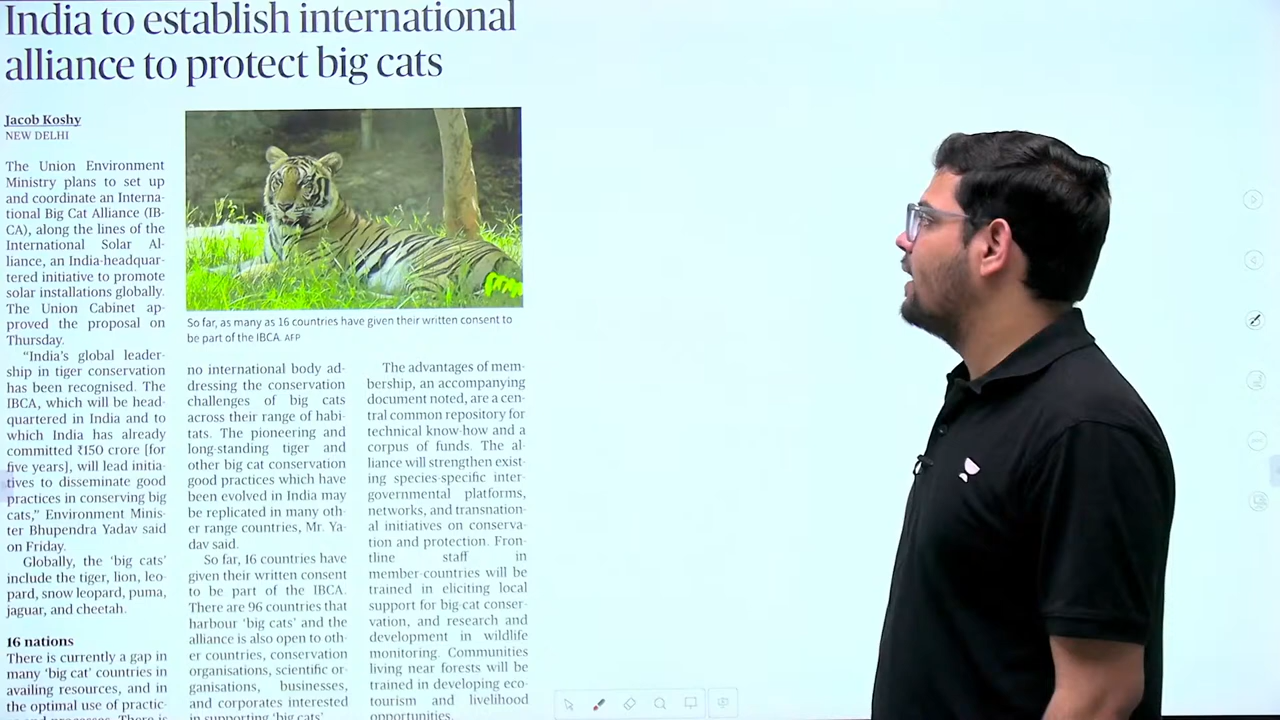 India to establish international
alliance to protect big cats
Jacob Koshy
NEW DELHI
The Union Environment
Ministry plans to set up
and coordinate an Interna-
tional Big Cat Alliance (IB-
CA), along the lines of the
International Solar Al-
liance, an India-headquar-
tered initiative to promote
solar installations globally.
The Union Cabinet ap-
proved the proposal on
Thursday.
"India's global leader-
ship in tiger conservation
has been recognised. The
IBCA, which will be head-
quartered in India and to
which India has already
committed ₹150 crore [for
five years], will lead initia-
tives to disseminate good
practices in conserving big
cats," Environment Minis-
ter Bhupendra Yadav said
on Friday.
Globally, the 'big cats'
include the tiger, lion, leo-
pard, snow leopard, puma,
jaguar, and cheetah.
16 nations
There is currently a gap in
many 'big cat' countries in
availing resources, and in
the optimal use of practic-
So far, as many as 16 countries have given their written consent to
be part of the IBCA. AFP
no international body ad-
dressing the conservation
challenges of big cats
across their range of habi-
tats. The pioneering and
long-standing tiger and
other big cat conservation
good practices which have
been evolved in India may
be replicated in many oth-
er range countries, Mr. Ya-
dav said.
So far, 16 countries have
given their written consent
to be part of the IBCA.
There are 96 countries that
harbour 'big cats' and the
alliance is also open to oth-
er countries, conservation
organisations, scientific or-
ganisations, businesses,
and corporates interested
in supporting 'big cats'.
The advantages of mem-
bership, an accompanying
document noted, are a cen-
tral common repository for
technical know-how and a
corpus of funds. The al-
liance will strengthen exist-
ing species-specific inter-
governmental platforms,
networks, and transnation-
al initiatives on conserva-
tion and protection. Fron-
tline staff in
member-countries will be
trained in eliciting local
support for big-cat conser-
vation, and research and
development in wildlife
monitoring. Communities
living near forests will be
trained in developing eco-
tourism and livelihood
opportunities.